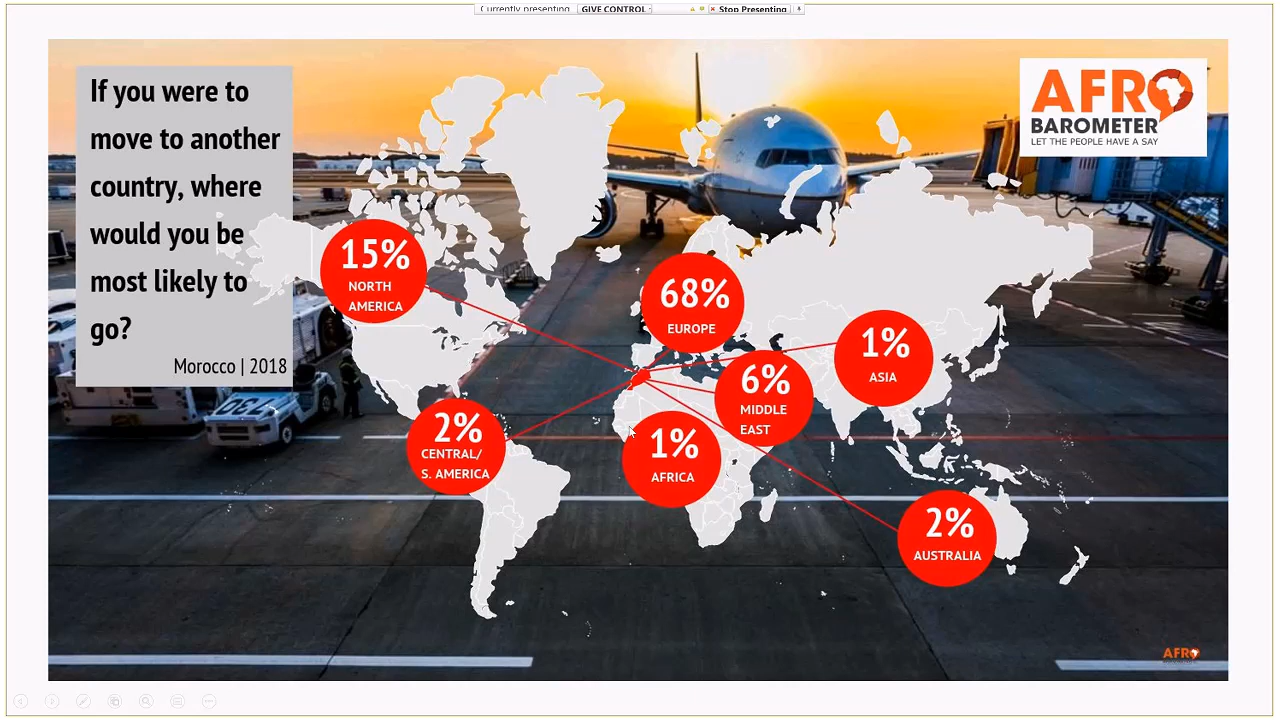 Currently presenting GIVE CONTROL Stop Presenting
If you were to
move to another
country, where
would you be
most likely to
go?
Morocco | 2018
AFRO
BAROMETER
LET THE PEOPLE HAVE A SAY
15%
NORTH
AMERICA
68%
EUROPE
1%
ASIA
6%
MIDDLE
EAST
2%
CENTRAL/
S. AMERICA
1%
AFRICA
2%
AUSTRALIA
AFRO